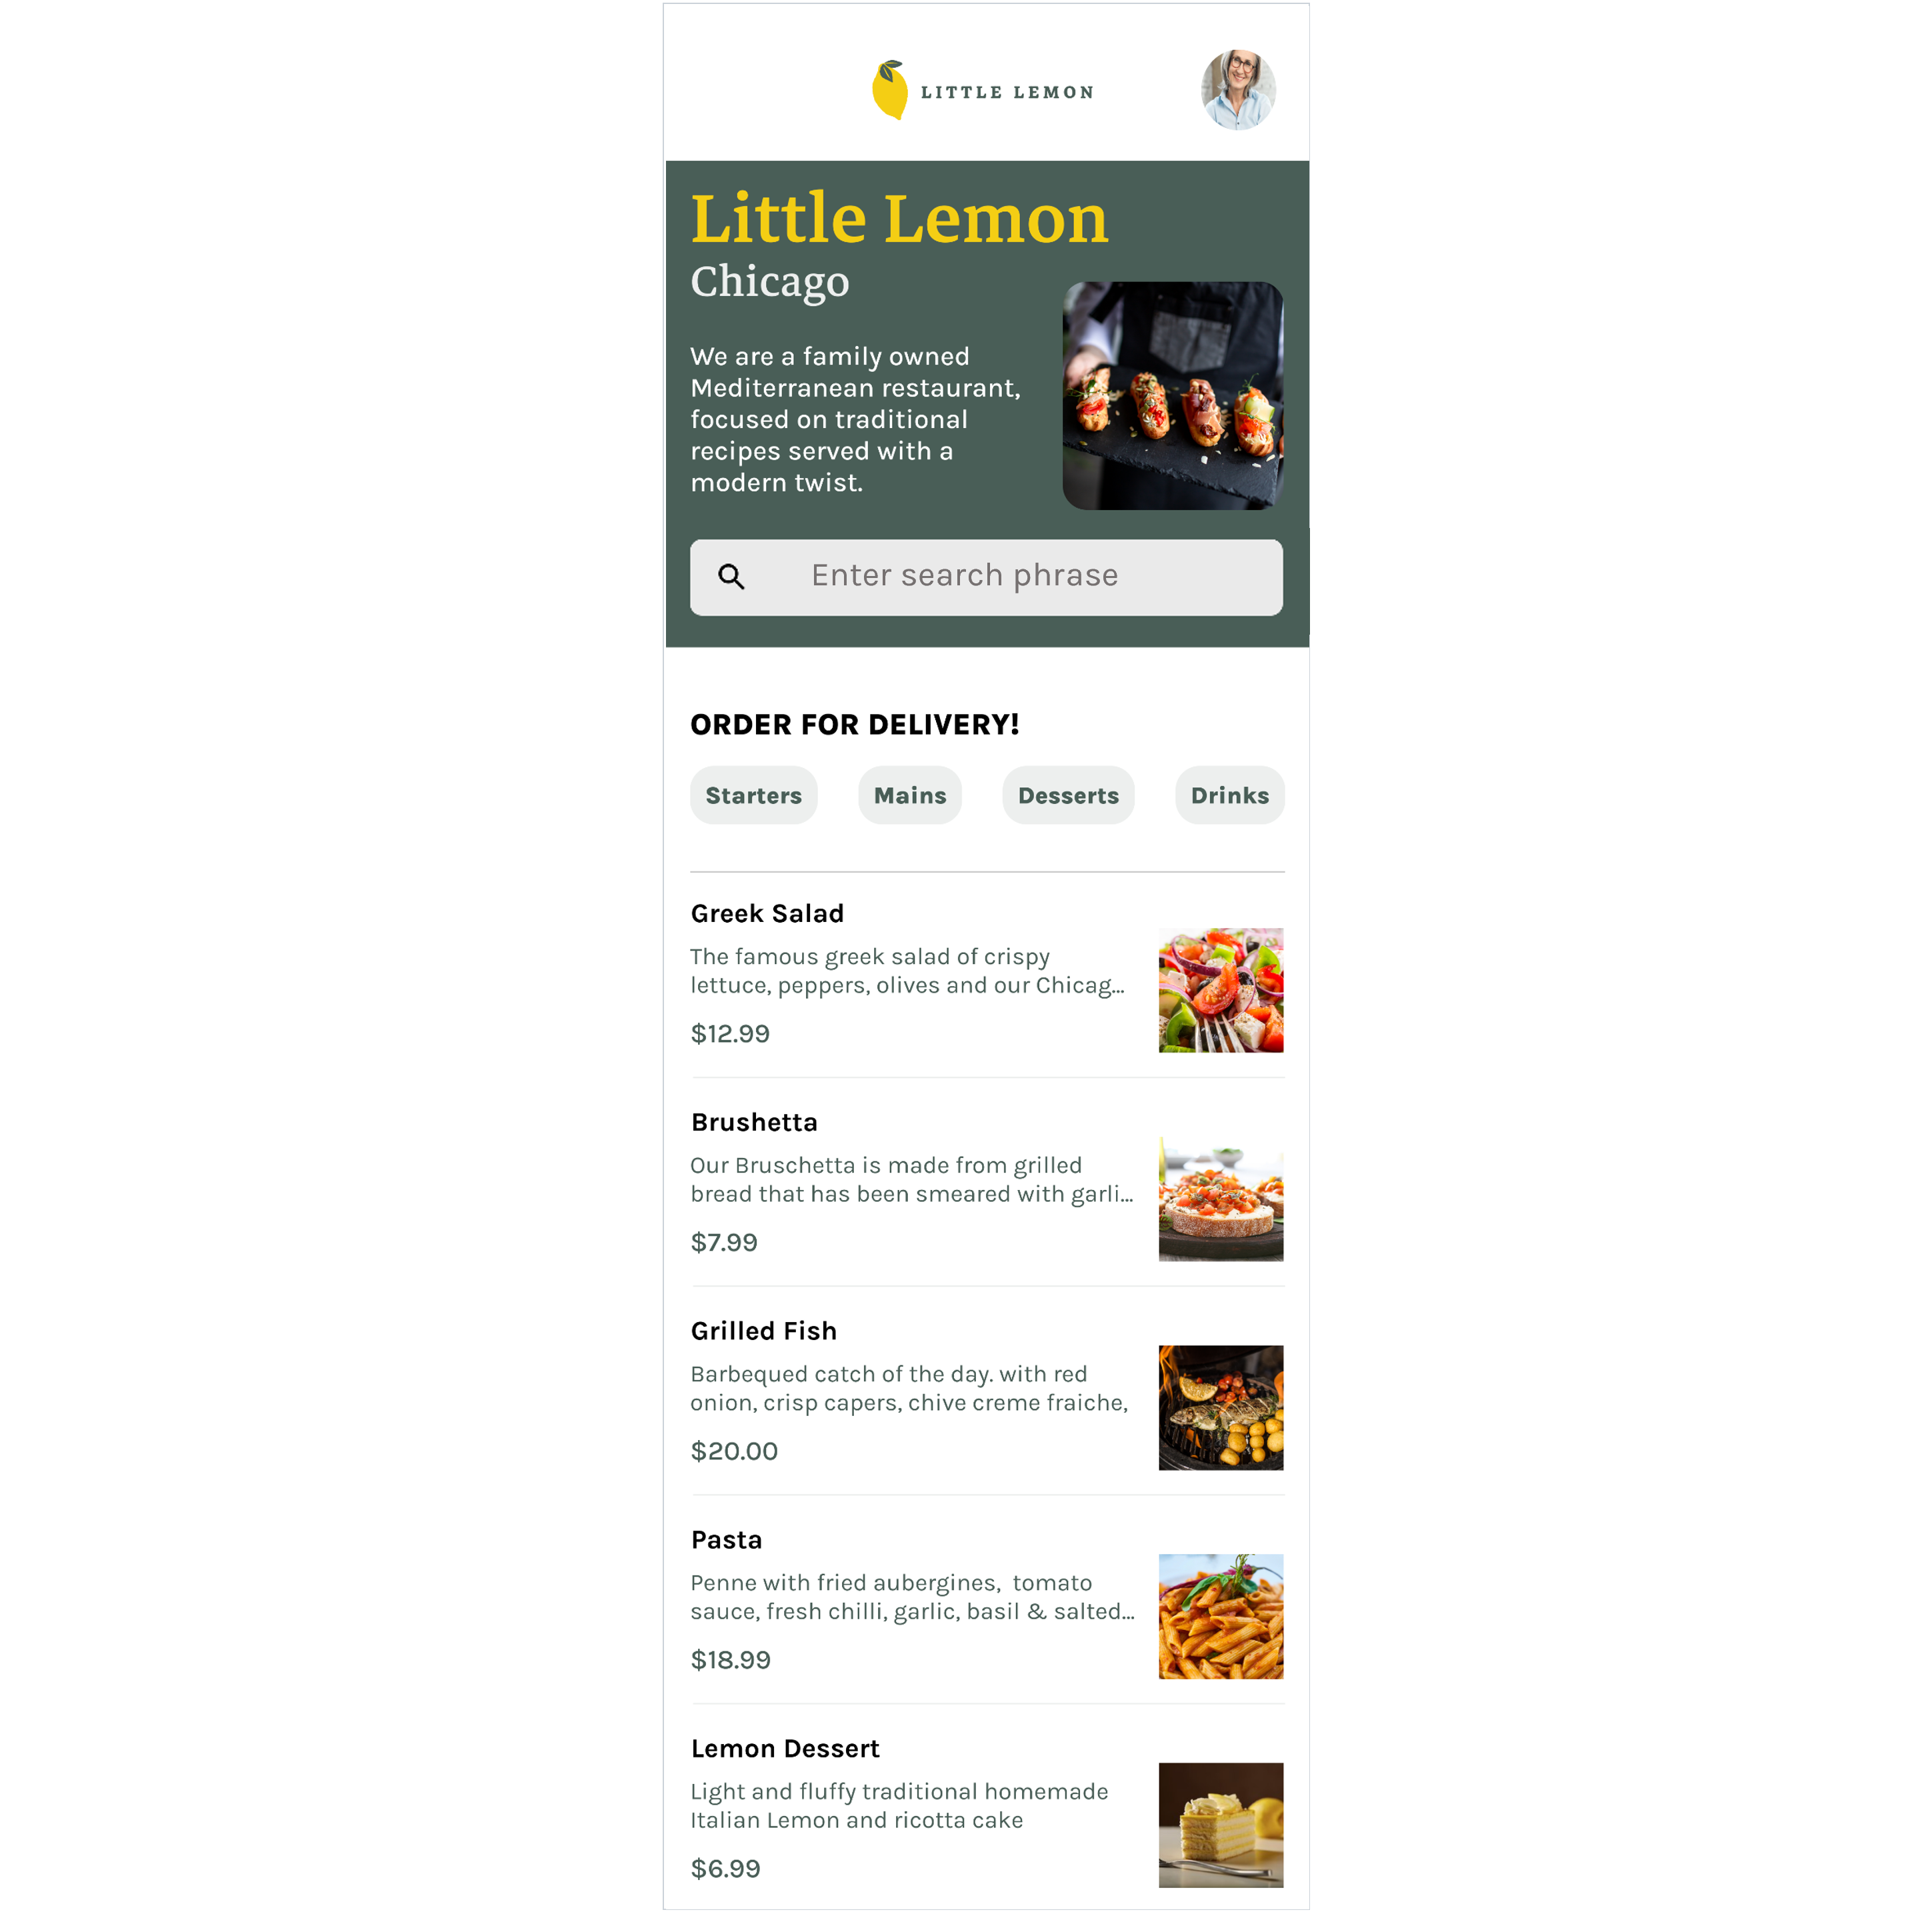 LITTLE LEMON
Little Lemon
Chicago
We are a family owned
Mediterranean restaurant,
focused on traditional
recipes served with a
modern twist.
Enter search phrase
ORDER FOR DELIVERY!
Starters Mains Desserts Drinks
Greek Salad
The famous greek salad of crispy
lettuce, peppers, olives and our Chicag...
$12.99
Brushetta
Our Bruschetta is made from grilled
bread that has been smeared with garli...
$7.99
Grilled Fish
Barbequed catch of the day. with red
onion, crisp capers, chive creme fraiche,
$20.00
Pasta
Penne with fried aubergines,  tomato
sauce, fresh chilli, garlic, basil & salted...
$18.99
Lemon Dessert
Light and fluffy traditional homemade
Italian Lemon and ricotta cake
$6.99